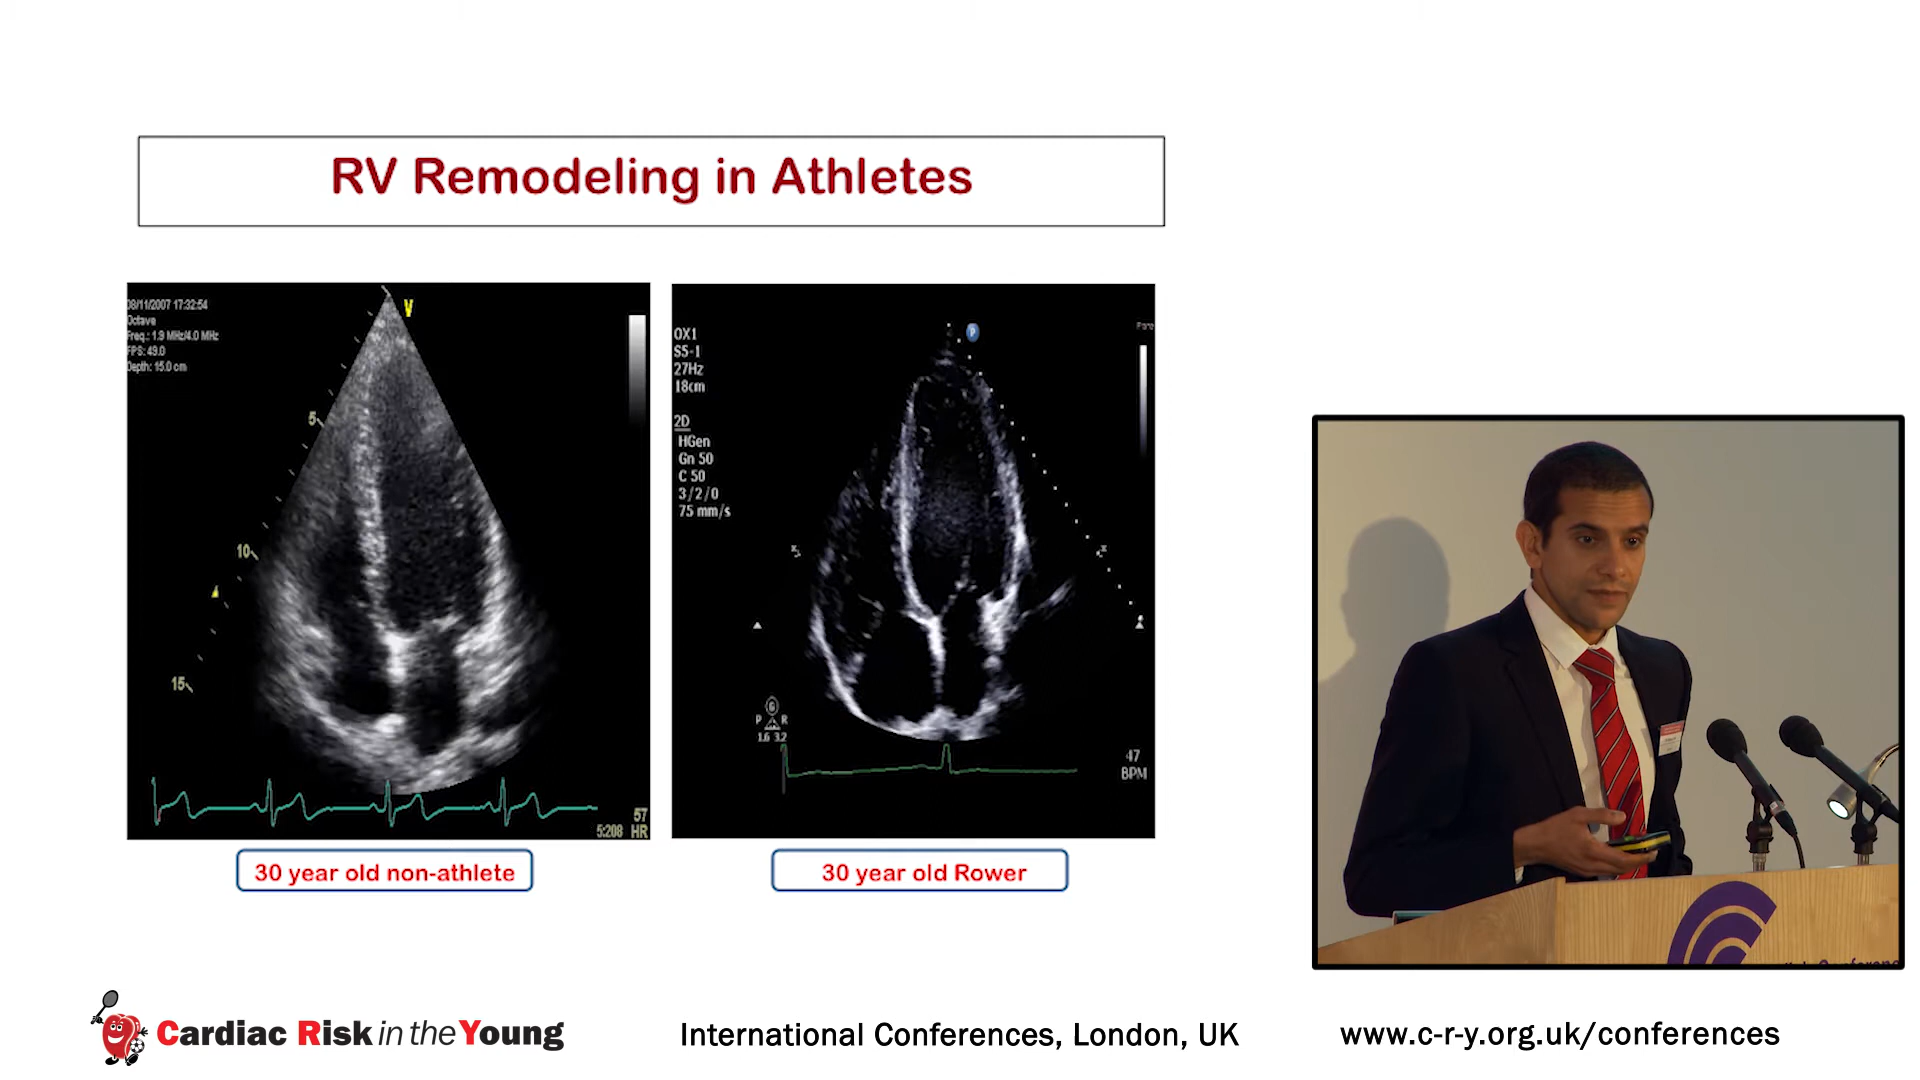 RV Remodeling in Athletes
08/11/2007 17:32:54
Octave
Freq.: 1.9 MHz/4.0 MHz
FPS: 49.0
Depth: 15.0 cm
V
5
10
15
57
5:208 HR
OX1
S5-1
27Hz
18cm
2D
HGen
Gn 50
C 50
3/2/0
75 mm/s
P
G
P R
1.6 3.2
47
BPM
30 year old non-athlete
30 year old Rower
Cardiac Risk in the Young
International Conferences, London, UK
www.c-r-y.org.uk/conferences